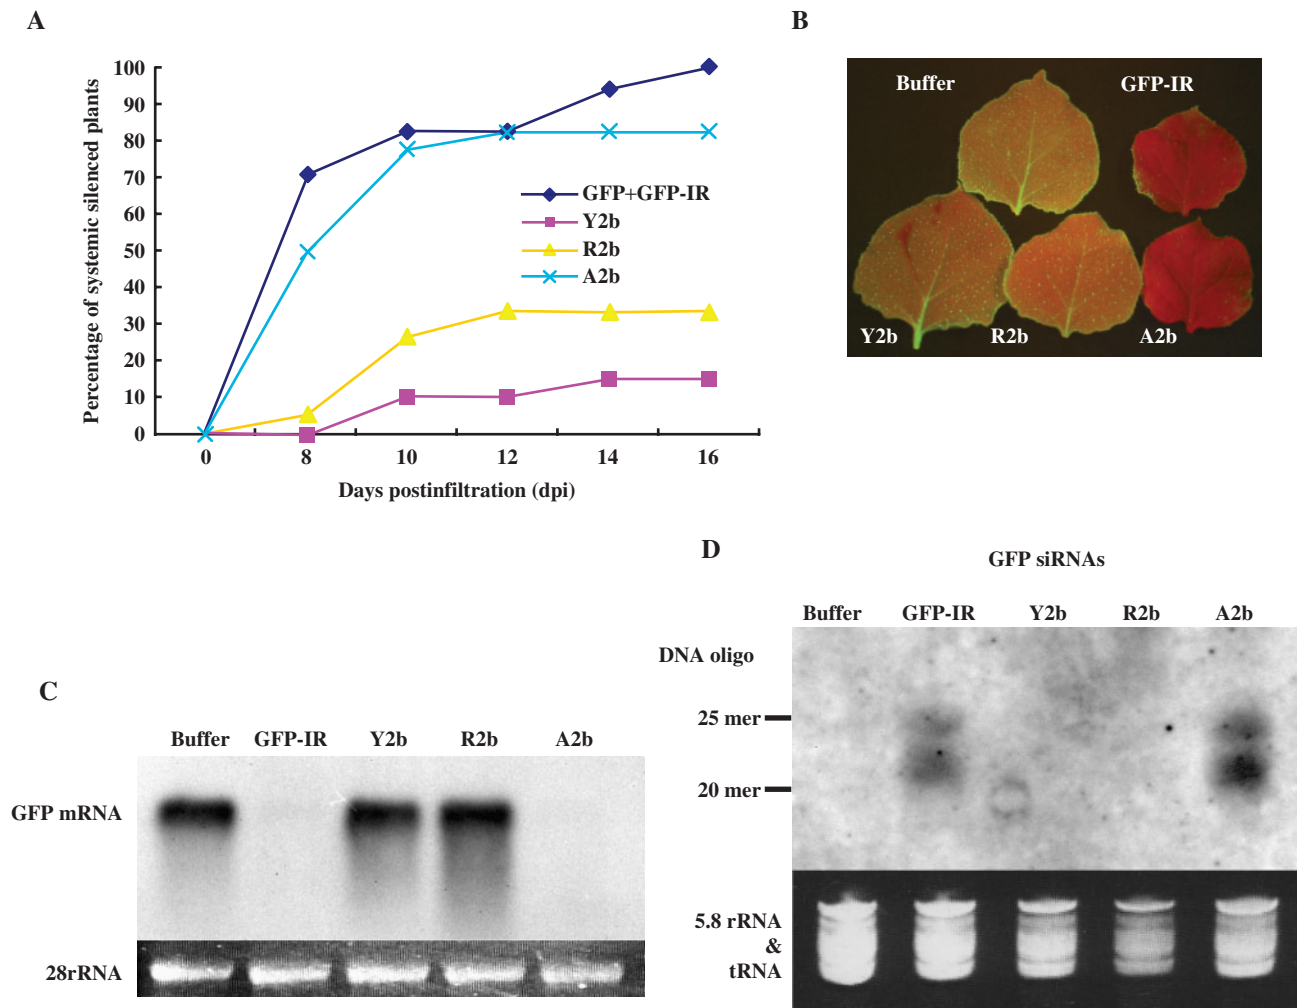 A
Percentage of systemic silenced plants
100
90
80
70
60
50
40
30
20
10
0
0 8 10 12 14 16
Days postinfiltration (dpi)
GFP+GFP-IR
Y2b
R2b
A2b
B
Buffer GFP-IR
Y2b R2b A2b
C
Buffer GFP-IR Y2b R2b A2b
GFP mRNA
28rRNA
D
GFP siRNAs
Buffer GFP-IR Y2b R2b A2b
DNA oligo
25 mer
20 mer
5.8 rRNA
&
tRNA